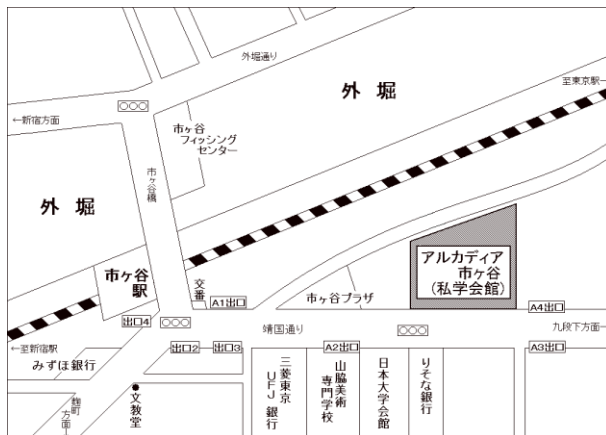 外堀通り
外 堀
至東京駅→
←新宿方面
市ヶ谷
フィッシング
センター
市ヶ谷橋
外 堀
アルカディア
市ヶ谷
(私学会館)
市ヶ谷
駅
交番
市ヶ谷プラザ
A1出口
A4出口
出口4
靖国通り
九段下方面→
←至新宿駅
出口2
出口3
A2出口
A3出口
みずほ銀行
麹町
方面
文教堂
三菱東京
UFJ銀行
山脇美術
専門学校
日本大学会館
りそな銀行